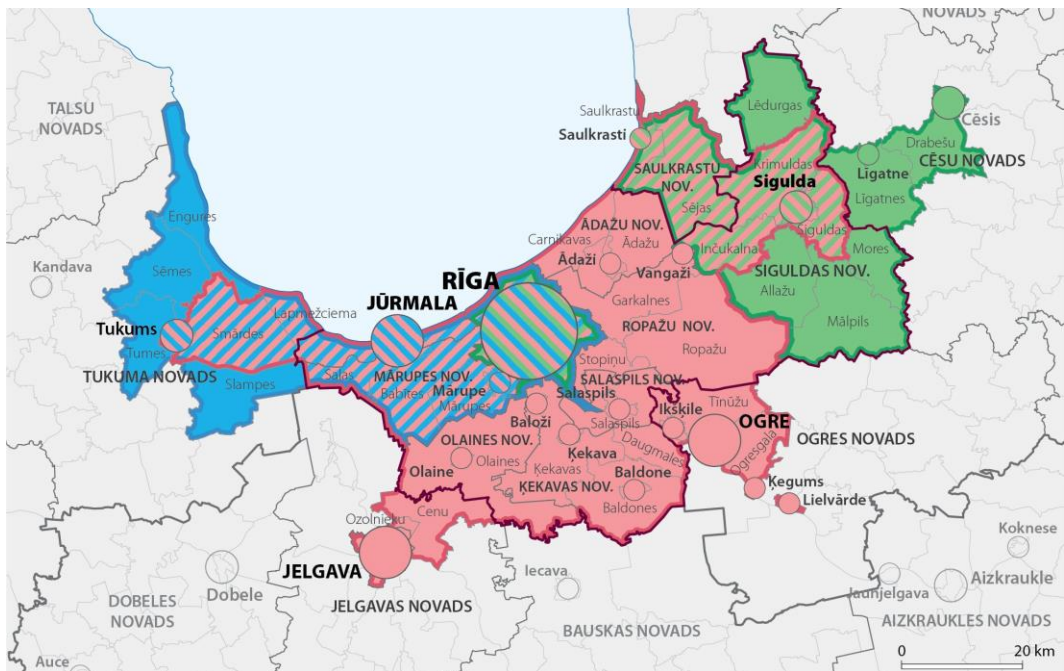 NOVADS
TALSU
NOVADS
Saulkrastu
Saulkrasti
Lēdurgas
Cēsis
Drabešu
CĒSU NOVADS
Krimuldas
Līgatne
SAULKRASTU
NOV.
Sigulda
Līgatnes
Sējas
Engures
ĀDAŽU NOV.
Siguldas
Carnikavas
Ādažu
Inčukalna
Mores
Kandava
Sēmes
Ādaži
Vangaži
SIGULDAS NOV.
RĪGA
Allažu
JŪRMALA
Garkalnes
Lapmežciema
Tukums
Smārdes
ROPAŽU NOV.
Mālpils
Tumes
Stopiņu
Ropažu
TUKUMA NOVADS
Salas
MĀRUPES NOV.
SALASPILS NOV.
Slampes
Babītes
Mārupe
Salaspils
Tīnūžu
Mārupes
Ikšķile
Baloži
Salaspils
OGRE
OLAINES NOV.
Daugmales
OGRES NOVADS
Ķekava
Ogresgala
Olaine
Olaines
Ķekavas
Baldone
Ķegums
ĶEKAVAS NOV.
Lielvārde
Baldones
Ozolnieku
Cenu
Koknese
JELGAVA
Iecava
Jaunjelgava
Aizkraukle
Dobele
DOBELES
NOVADS
JELGAVAS NOVADS
BAUSKAS NOVADS
AIZKRAUKLES NOVADS
Auce
0
20 km